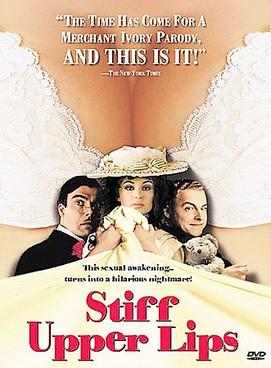 “THE TIME HAS COME FOR A
MERCHANT IVORY PARODY,
AND THIS IS IT!”
—THE NEW YORK TIMES
This sexual awakening..
turns into a hilarious nightmare!
Stiff
Upper Lips
DVD